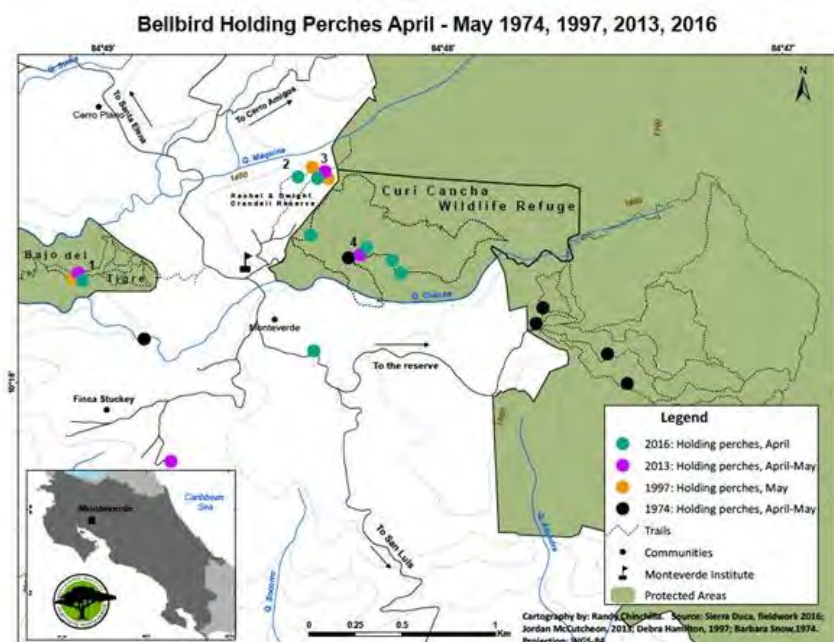 Bellbird Holding Perches April - May 1974, 1997, 2013, 2016
84°49'
84°48'
84°47'
N
Cerro Plano
To Santa Elena
To Cerro Amigos
Q. Maquina
1400
1700
1600
2
3
Rachel & Dwight
Crandell Reserve
Curi Cancha
Wildlife Refuge
Bajo del
Tigre
1
4
Q. Cuecha
Monteverde
To the reserve
10°18'
Finca Stuckey
To San Luis
Legend
2016: Holding perches, April
2013: Holding perches, April-May
1997: Holding perches, May
1974: Holding perches, April-May
Trails
Communities
Monteverde Institute
Protected Areas
Caribbean
Sea
Monteverde
0 0.25 0.5 1
Km
Cartography by: Randy Chinchilla. Source: Sierra Duca, fieldwork 2016;
Jordan McCutcheon, 2013; Debra Hamilton, 1997; Barbara Snow,1974.